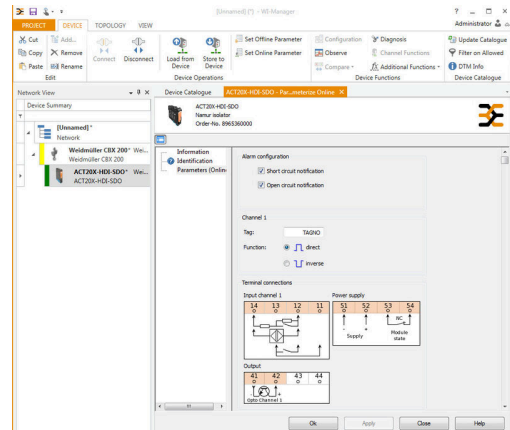 [Unnamed] (*) - WI-Manager
PROJECT DEVICE TOPOLOGY VIEW Administrator
Cut Add... Set Offline Parameter Configuration Diagnosis Update Catalogue
Copy Remove Connect Disconnect Load from Device Store to Device Set Online Parameter Observe Channel Functions Filter on Allowed
Paste Rename Compare Additional Functions DTM Info
Edit Device Operations Device Functions Device Catalogue
Network View Device Catalogue ACT20X-HDI-SDO - Par...meterize Online
Device Summary
ACT20X-HDI-SDO
Namur isolator
Order-No. 8965360000
[Unnamed]*
Network
Weidmüller CBX 200* Wei...
Weidmüller CBX 200
ACT20X-HDI-SDO* Wei...
ACT20X-HDI-SDO
Information
Identification
Parameters (Online
Alarm configuration
Short circuit notification
Open circuit notification
Channel 1
Tag: TAGNO
Function: direct
inverse
Terminal connections
Input channel 1 Power supply
14 13 12 11 51 52 53 54
NC
- +
Supply Module state
Output
41 42 43 44
- +
Opto Channel 1
Ok Apply Close Help